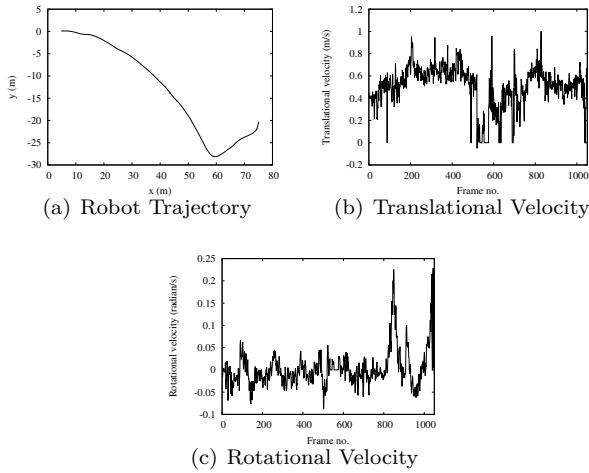 5
0
-5
-10
-15
-20
-25
-30
y (m)
0 10 20 30 40 50 60 70 80
x (m)
(a) Robot Trajectory
1.2
1
0.8
0.6
0.4
0.2
0
-0.2
Translational velocity (m/s)
0 200 400 600 800 1000
Frame no.
(b) Translational Velocity
0.25
0.2
0.15
0.1
0.05
0
-0.05
-0.1
Rotational velocity (radian/s)
0 200 400 600 800 1000
Frame no.
(c) Rotational Velocity